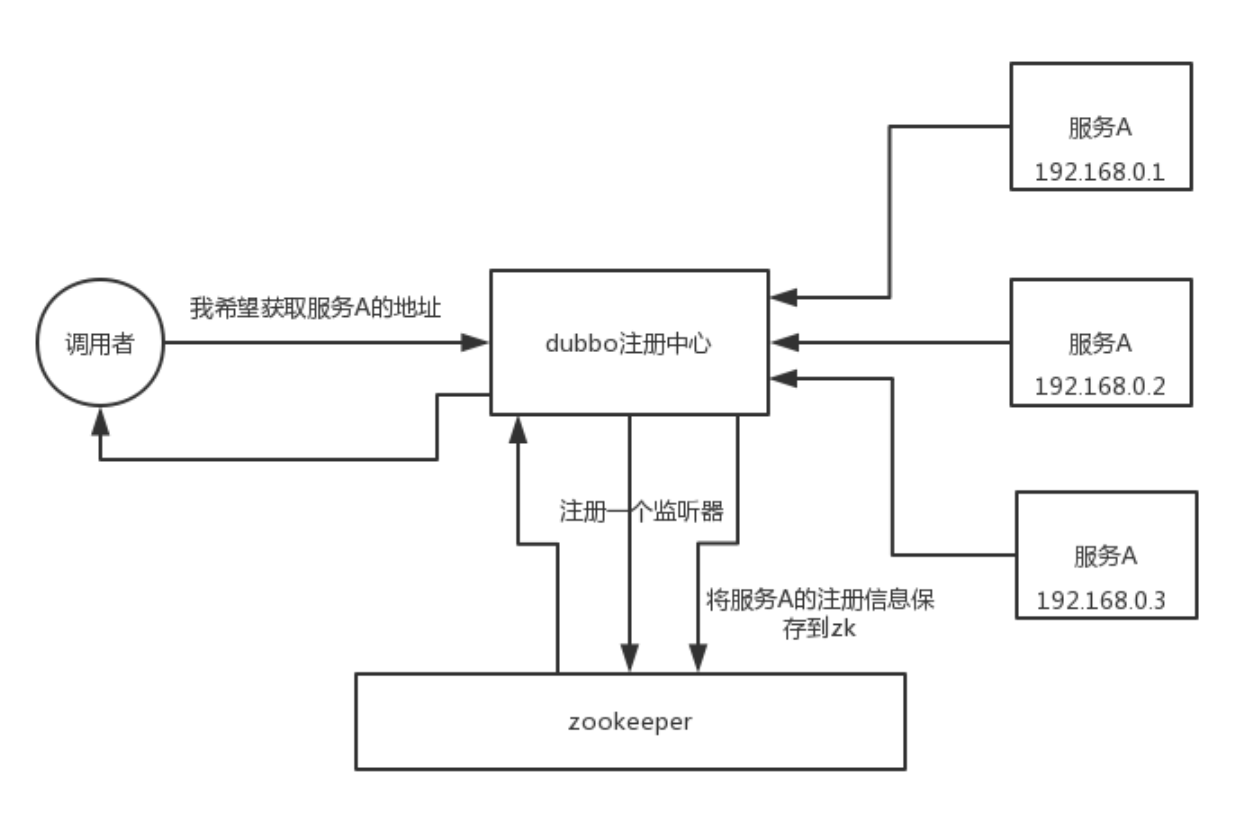 服务A
192.168.0.1
我希望获取服务A的地址
调用者
dubbo注册中心
服务A
192.168.0.2
注册一个监听器
将服务A的注册信息保
存到zk
服务A
192.168.0.3
zookeeper